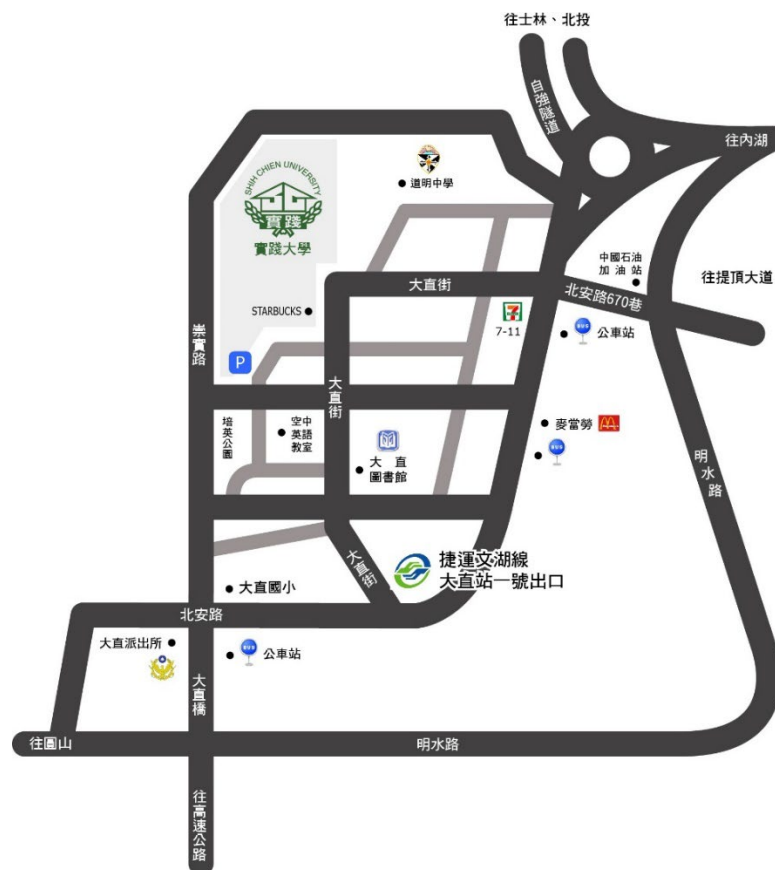 往士林、北投
自強隧道
往內湖
SHIH CHIEN UNIVERSITY
實踐
實踐大學
道明中學
中國石油
加油站
往提頂大道
大直街
北安路670巷
STARBUCKS
7-11
BUS
公車站
崇實路
P
大直街
麥當勞
BUS
培英公園
空中
英語
教室
大直
圖書館
明水路
大直街
捷運文湖線
大直站一號出口
大直國小
北安路
大直派出所
BUS
公車站
大直橋
往圓山
明水路
往高速公路